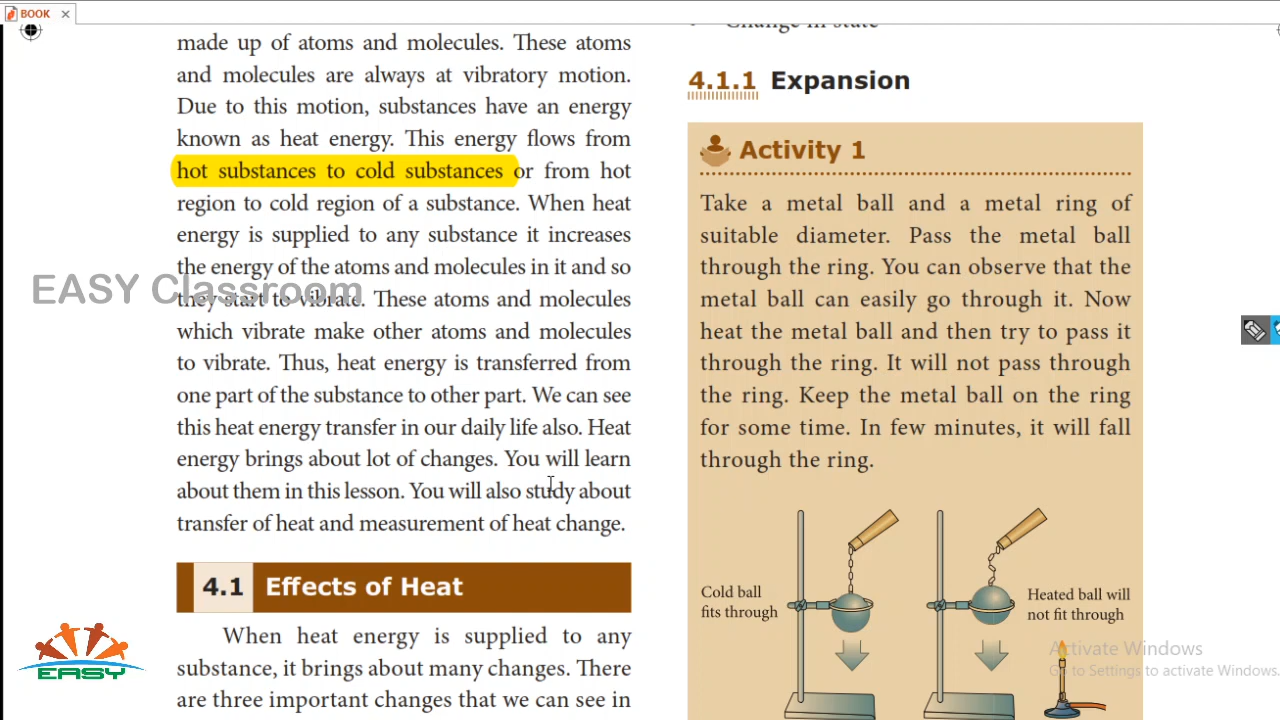 BOOK
made up of atoms and molecules. These atoms
and molecules are always at vibratory motion.
Due to this motion, substances have an energy
known as heat energy. This energy flows from
hot substances to cold substances or from hot
region to cold region of a substance. When heat
energy is supplied to any substance it increases
the energy of the atoms and molecules in it and so
they start to vibrate. These atoms and molecules
which vibrate make other atoms and molecules
to vibrate. Thus, heat energy is transferred from
one part of the substance to other part. We can see
this heat energy transfer in our daily life also. Heat
energy brings about lot of changes. You will learn
about them in this lesson. You will also study about
transfer of heat and measurement of heat change.
4.1 Effects of Heat
When heat energy is supplied to any
substance, it brings about many changes. There
are three important changes that we can see in
Change in state
4.1.1 Expansion
Activity 1
Take a metal ball and a metal ring of
suitable diameter. Pass the metal ball
through the ring. You can observe that the
metal ball can easily go through it. Now
heat the metal ball and then try to pass it
through the ring. It will not pass through
the ring. Keep the metal ball on the ring
for some time. In few minutes, it will fall
through the ring.
Cold ball
fits through
Heated ball will
not fit through
EASY Classroom
EASY
Activate Windows
Go to Settings to activate Windows.